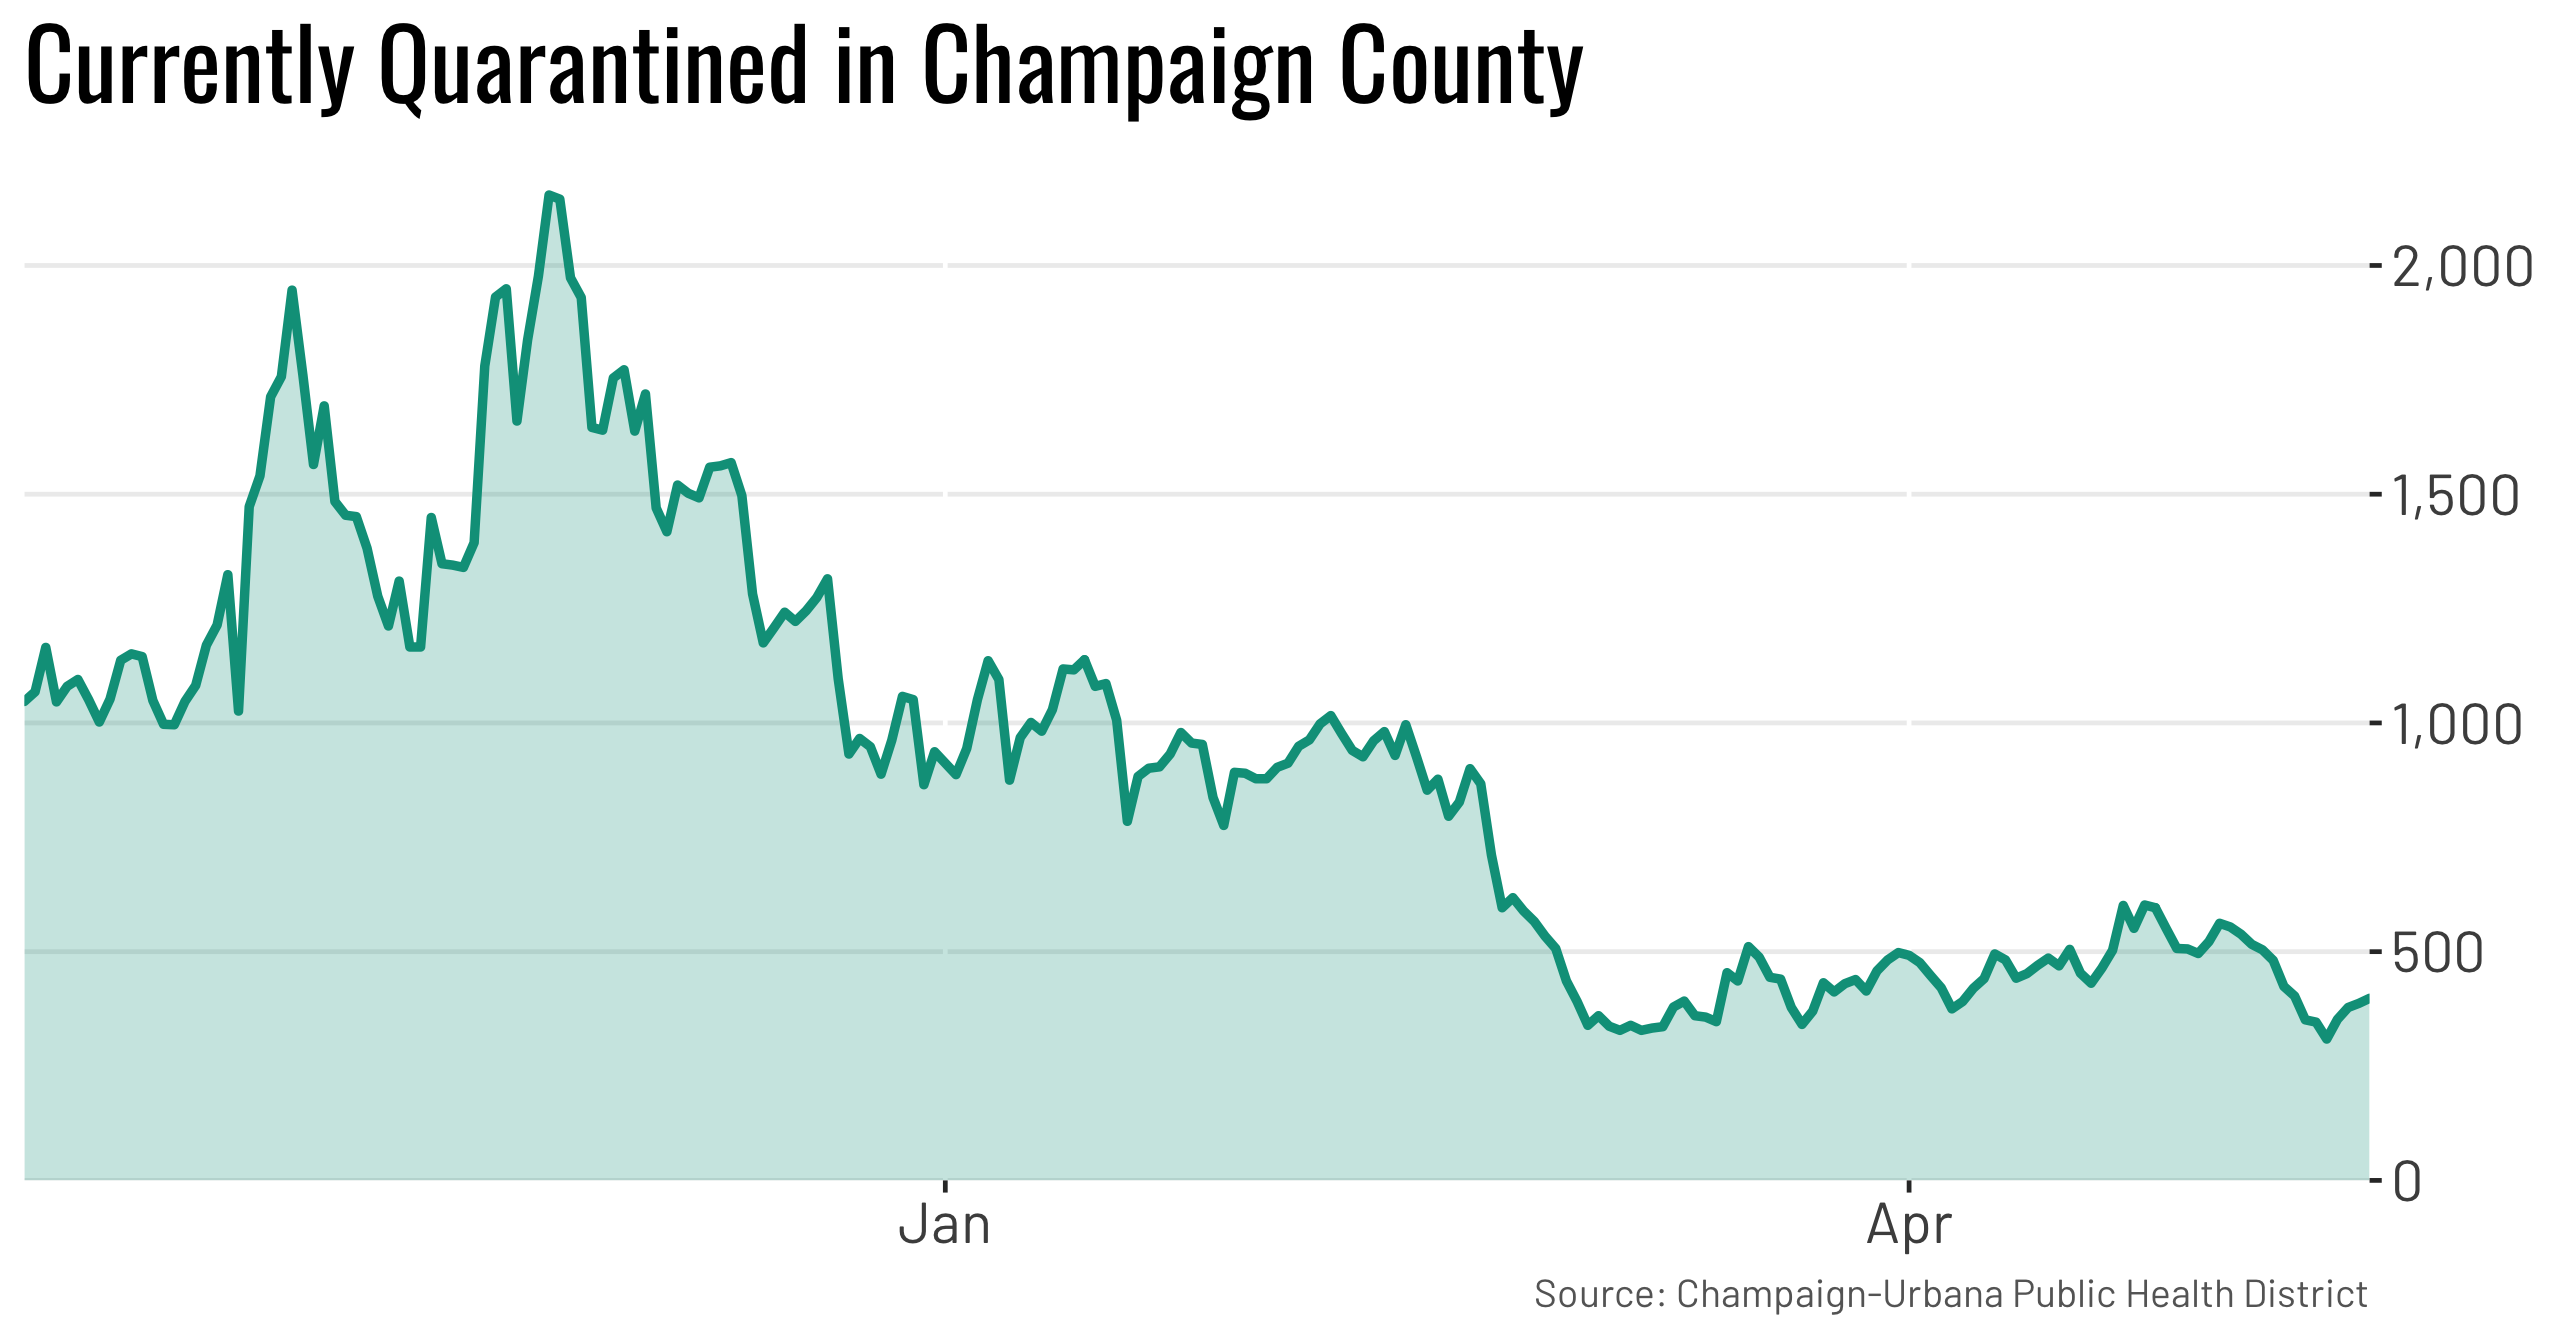 Currently Quarantined in Champaign County
2,000
1,500
1,000
500
0
Jan Apr
Source: Champaign-Urbana Public Health District